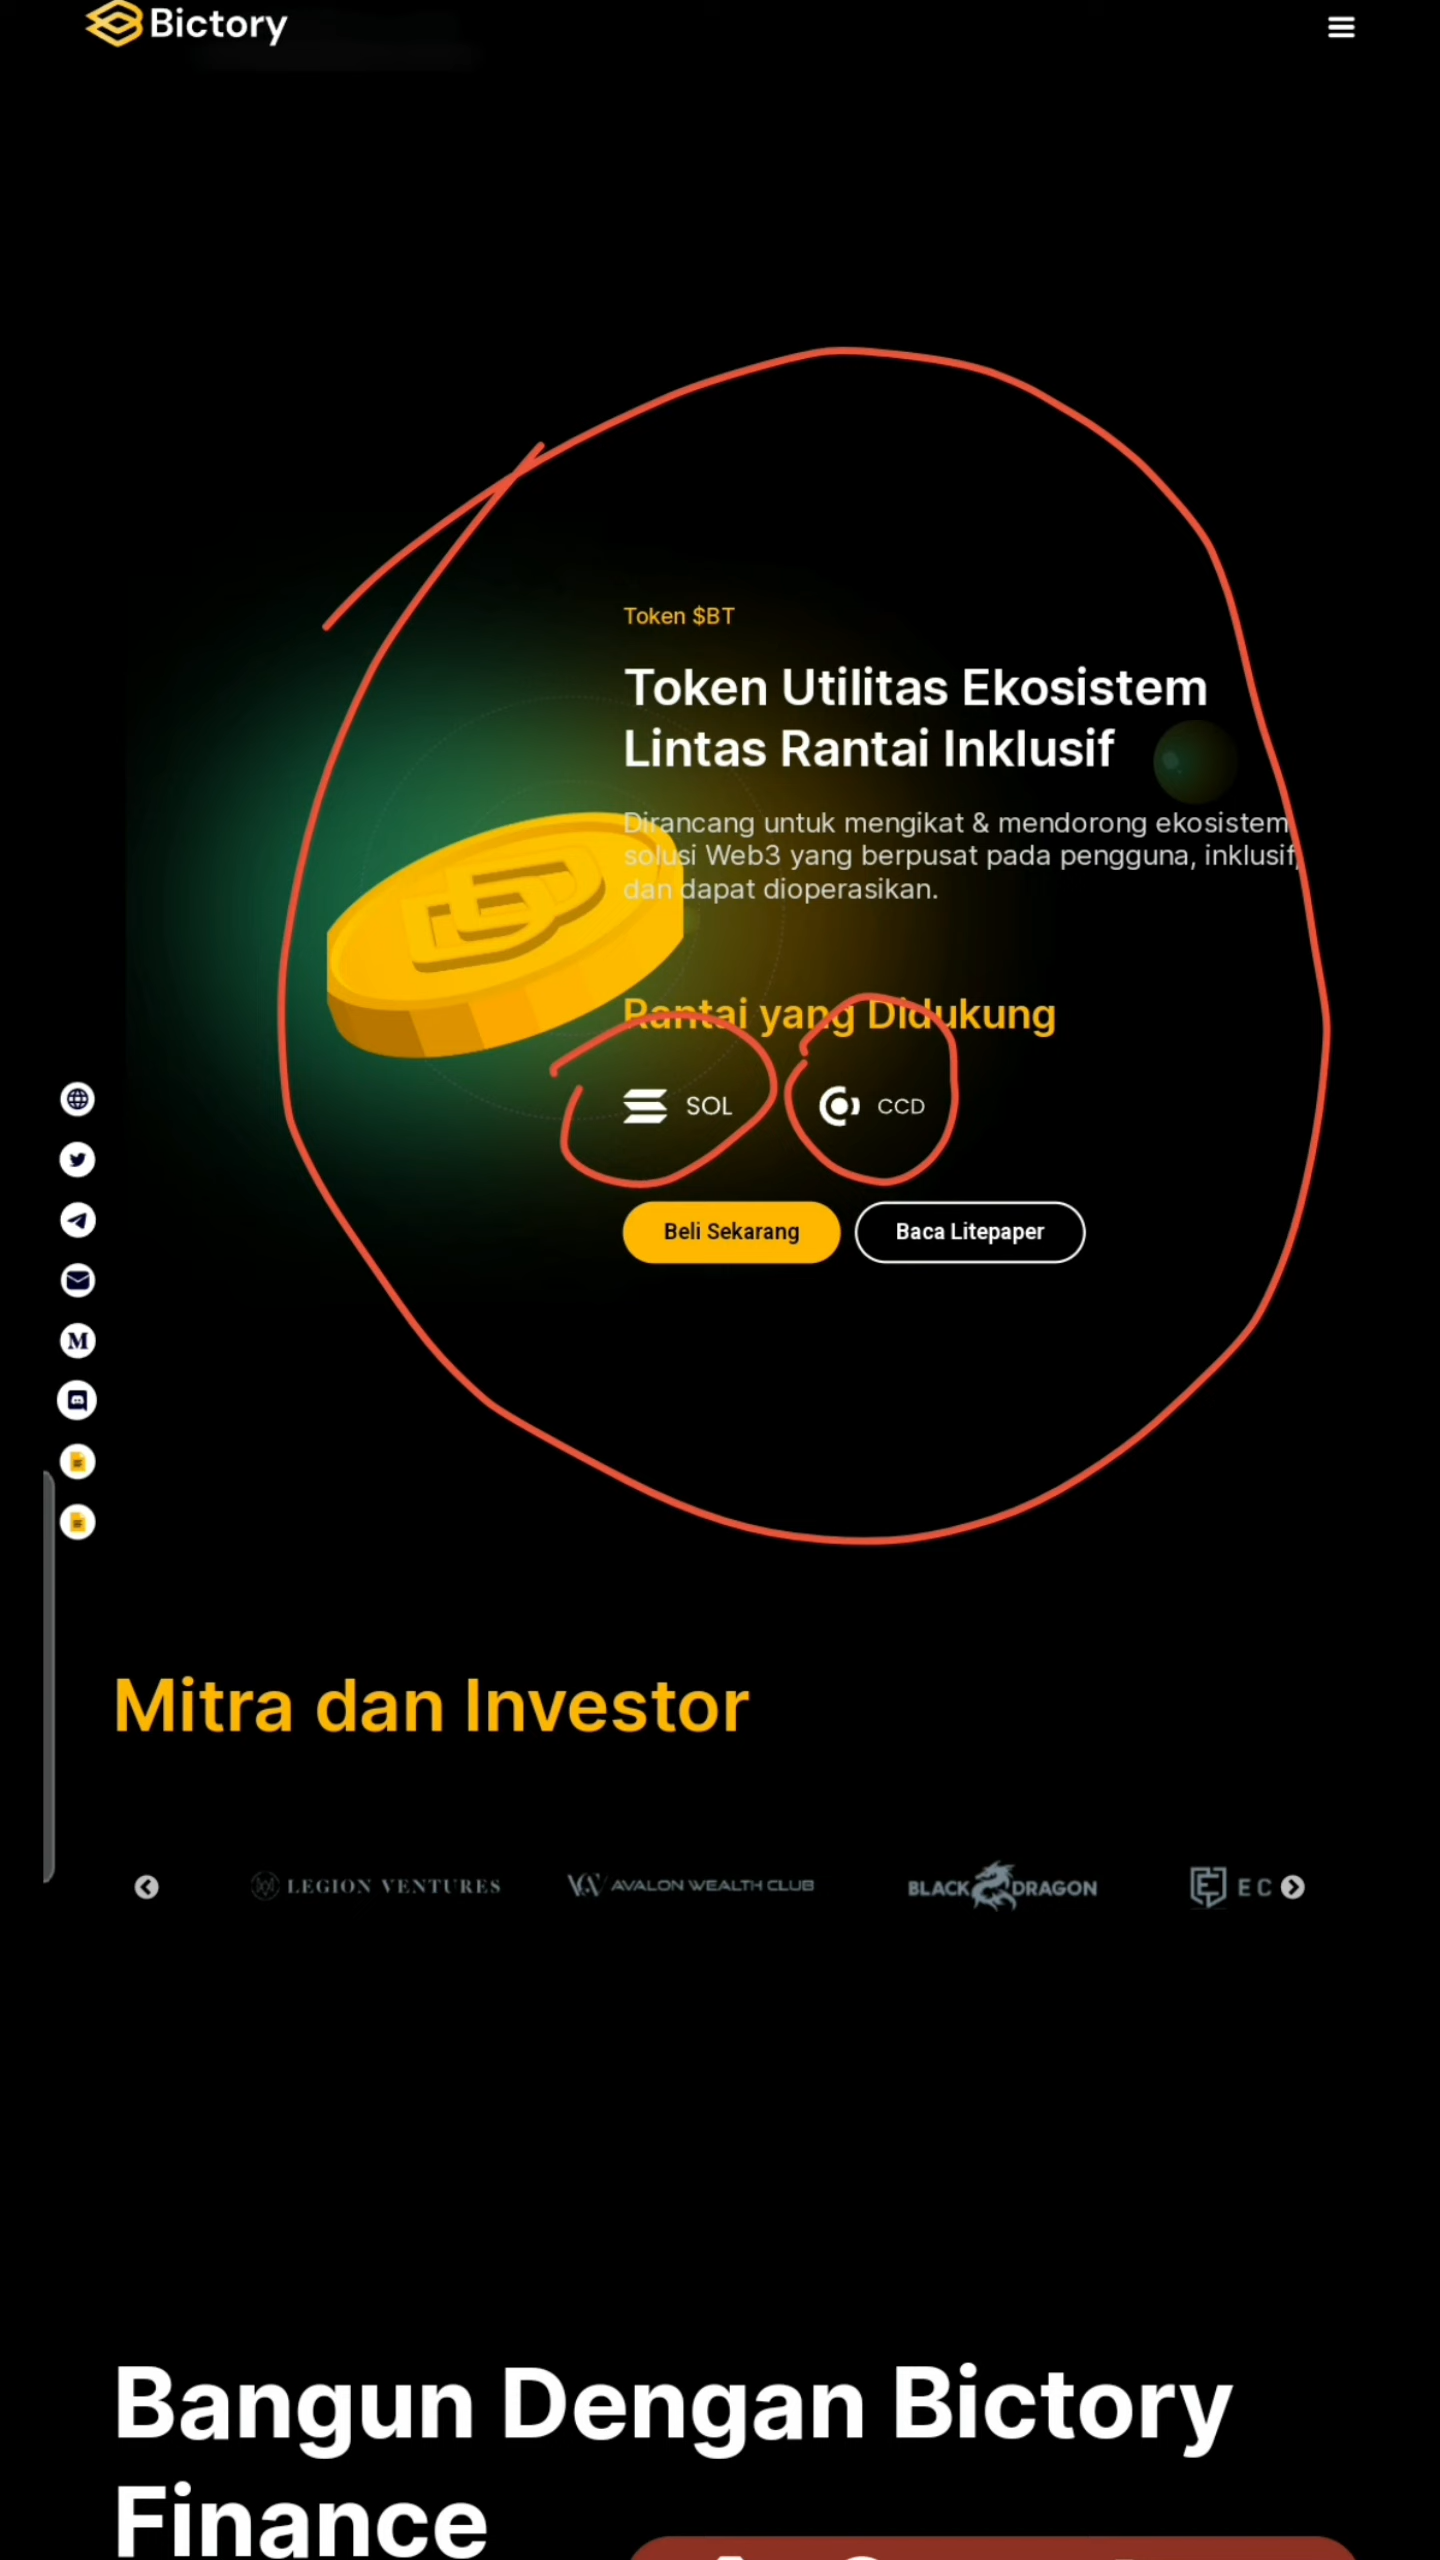 Bictory
Token $BT
Token Utilitas Ekosistem
Lintas Rantai Inklusif
Dirancang untuk mengikat & mendorong ekosistem
solusi Web3 yang berpusat pada pengguna, inklusif,
dan dapat dioperasikan.
Rantai yang Didukung
SOL CCD
Beli Sekarang Baca Litepaper
Mitra dan Investor
LEGION VENTURES AVALON WEALTH CLUB BLACK DRAGON EC
Bangun Dengan Bictory
Finance